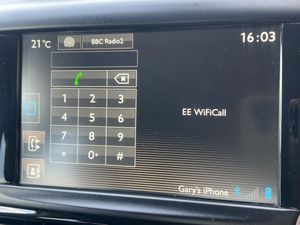 21°C BBC Radio2 16:03
1 2 3
4 5 6
EE WiFiCall
7 8 9
* 0+ #
Gary's iPhone